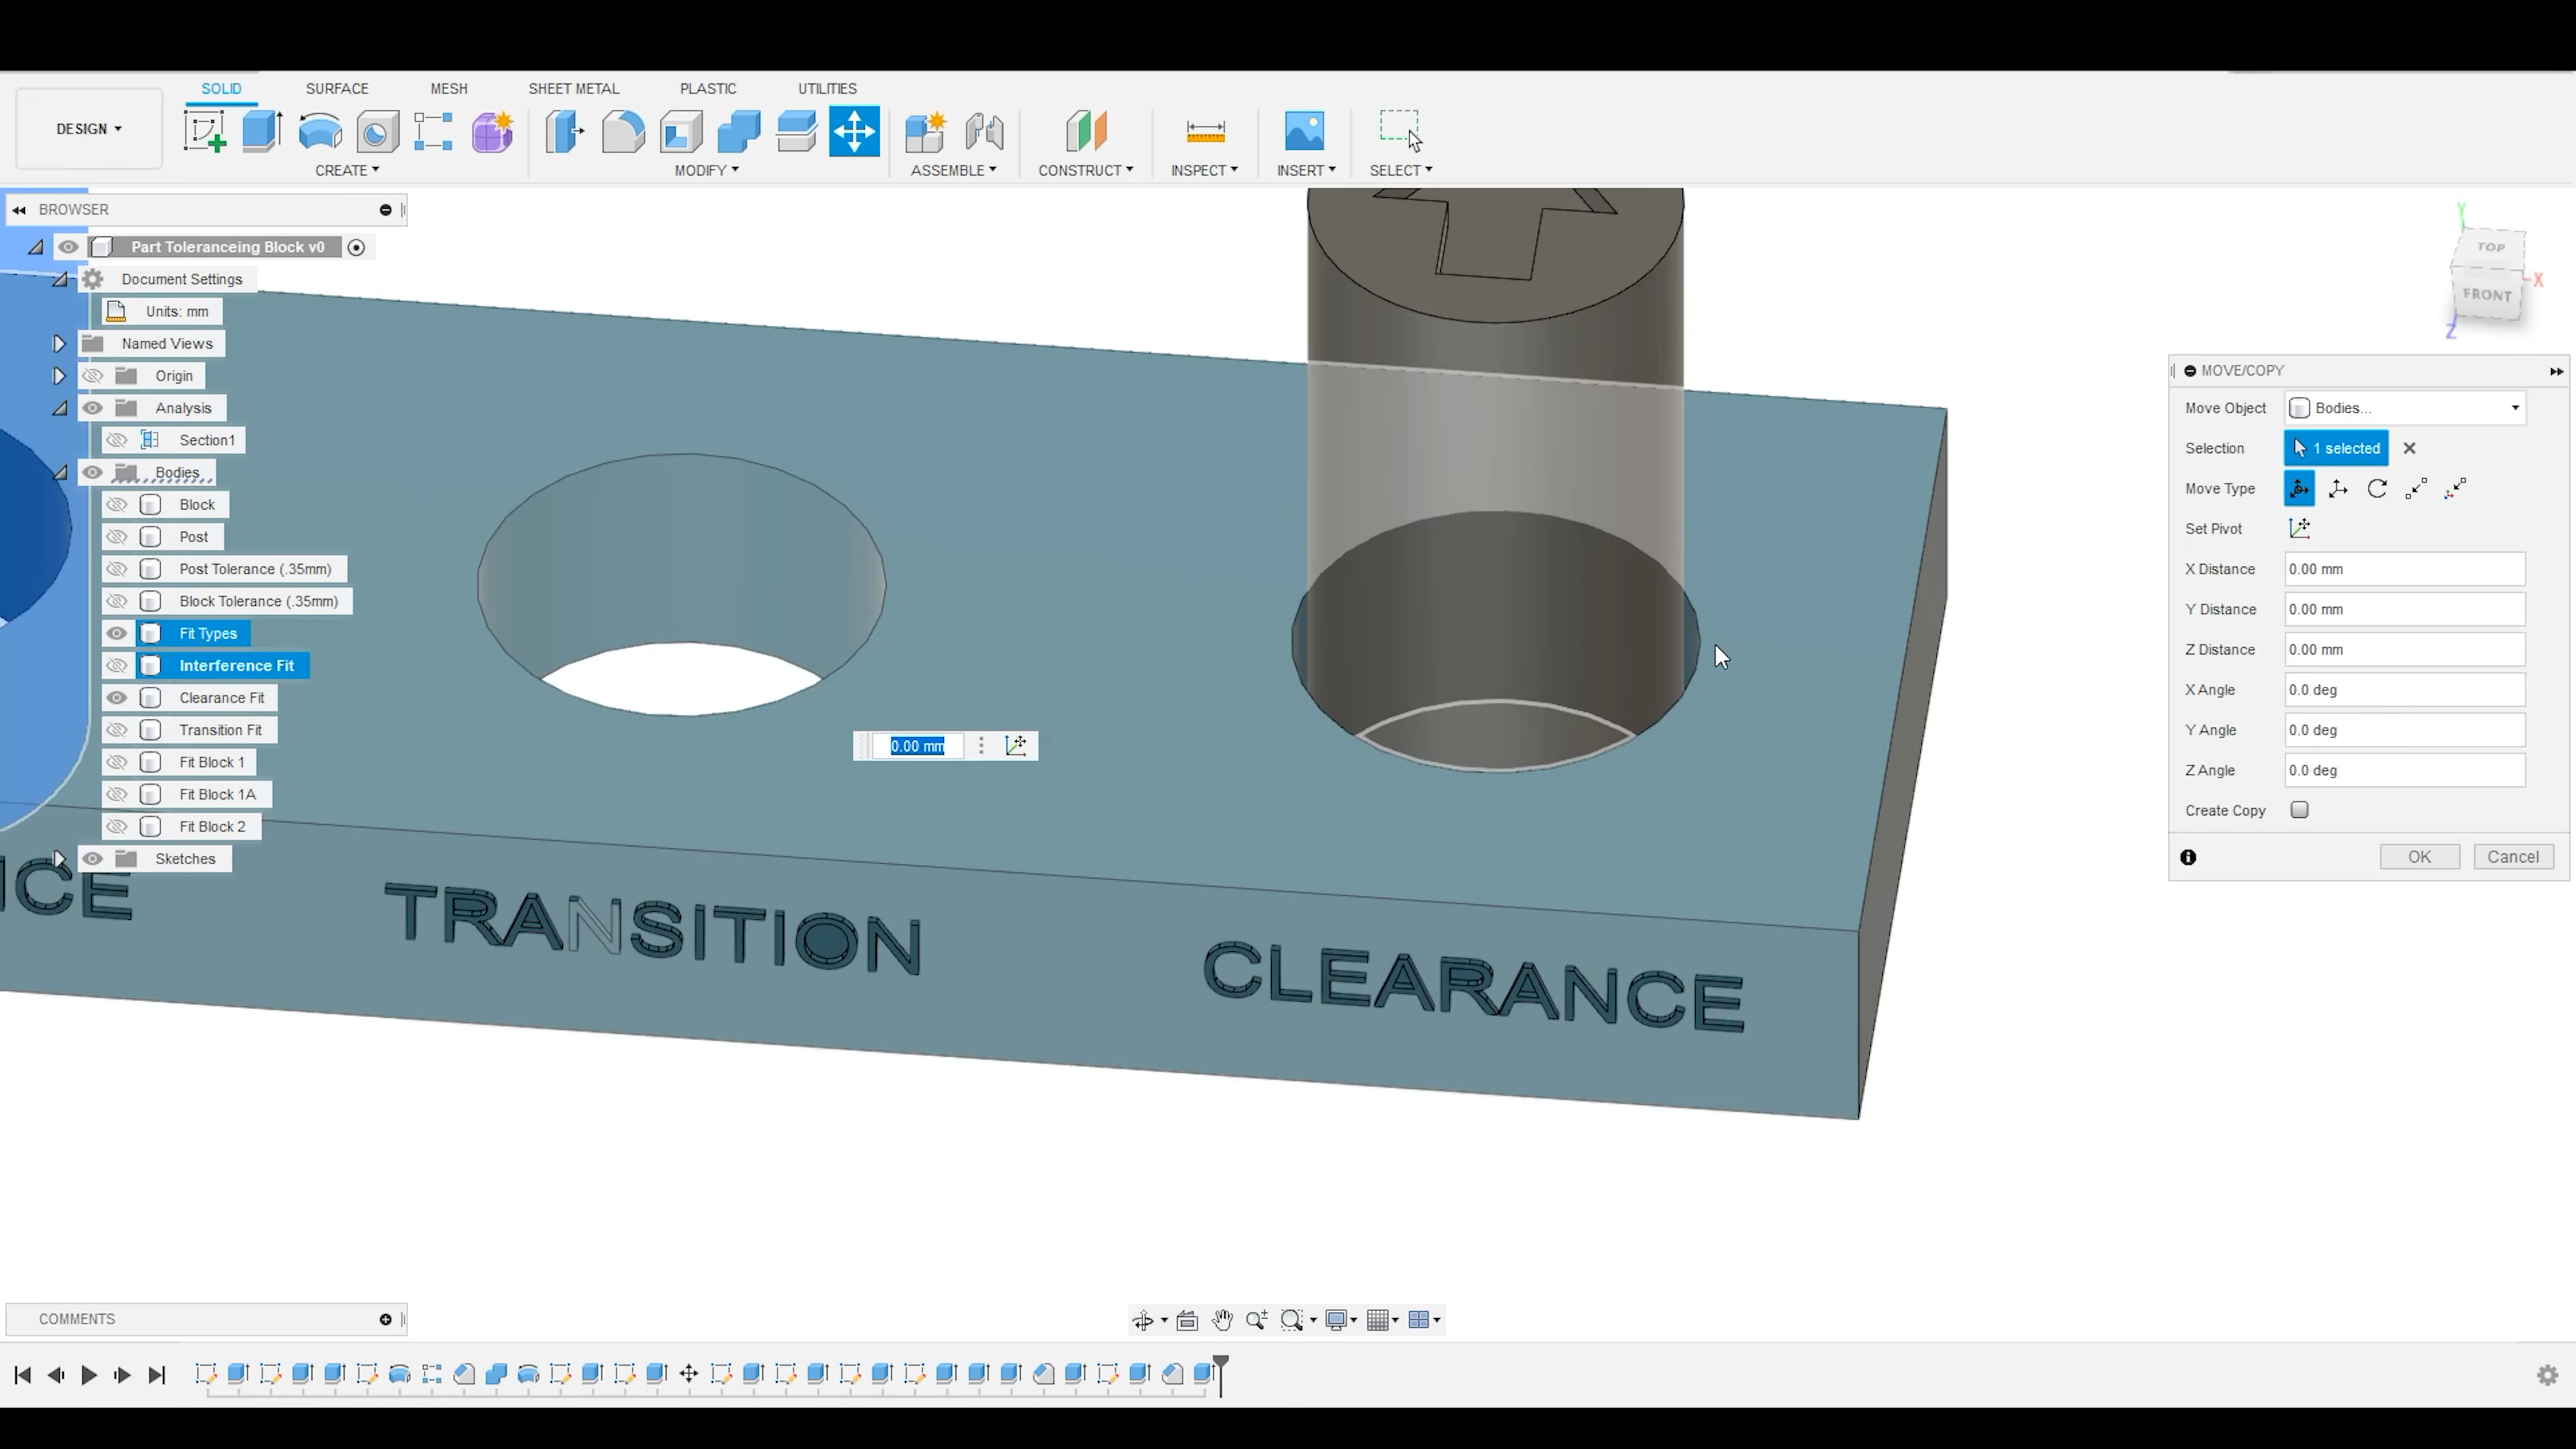 SOLID SURFACE MESH SHEET METAL PLASTIC UTILITIES
DESIGN
CREATE MODIFY ASSEMBLE CONSTRUCT INSPECT INSERT SELECT
BROWSER
Part Toleranceing Block v0
Document Settings
Units: mm
Named Views
Origin
Analysis
Section1
Bodies
Block
Post
Post Tolerance (.35mm)
Block Tolerance (.35mm)
Fit Types
Interference Fit
Clearance Fit
Transition Fit
Fit Block 1
Fit Block 1A
Fit Block 2
Sketches
NCE
TRANSITION
CLEARANCE
0.00 mm
Y
TOP
X
FRONT
Z
MOVE/COPY
Move Object Bodies...
Selection 1 selected
Move Type
Set Pivot
X Distance 0.00 mm
Y Distance 0.00 mm
Z Distance 0.00 mm
X Angle 0.0 deg
Y Angle 0.0 deg
Z Angle 0.0 deg
Create Copy
OK Cancel
COMMENTS